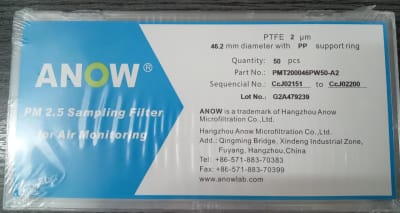 ANOW®
PM 2.5 Sampling Filter
for Air Monitoring
PTFE 2 μm
46.2 mm diameter with PP support ring
Quantity: 50 pcs
Part No.: PMT200046PW50-A2
Sequencial No.: CcJ02151 to CcJ02200
Lot No.: G2A479239
ANOW is a trademark of Hangzhou Anow
Microfiltration Co.,Ltd.
Hangzhou Anow Microfiltration Co.,Ltd.
Add.: Qingming Bridge, Xindeng Industrial Zone,
Fuyang, Hangzhou,China
Tel: +86-571-883-70383
Fax: +86-571-883-70399
www.anowlab.com